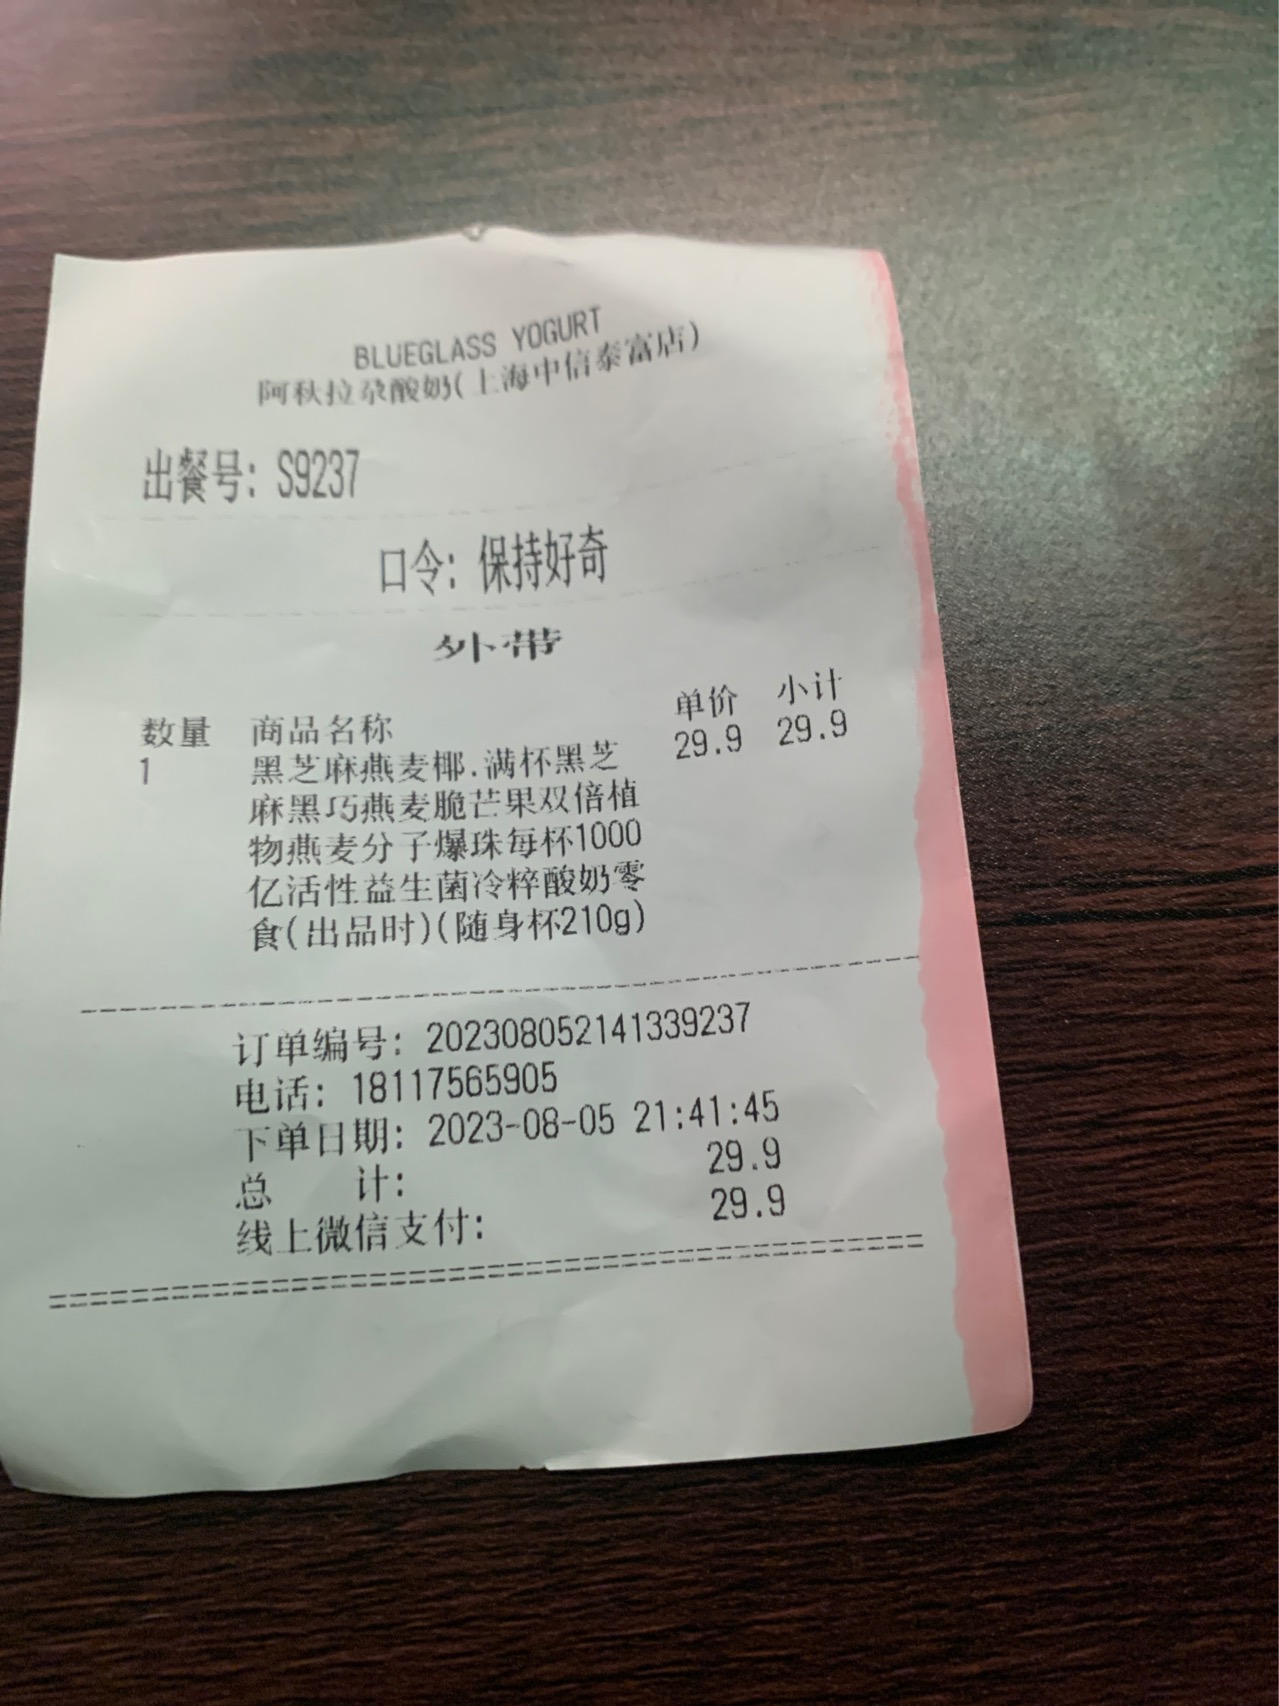 BLUEGLASS YOGURT
阿秋拉尕酸奶(上海中信泰富店)
出餐号: S9237
口令: 保持好奇
外带
数量 商品名称 单价 小计
1 黑芝麻燕麦椰.满杯黑芝 29.9 29.9
麻黑巧燕麦脆芒果双倍植
物燕麦分子爆珠每杯1000
亿活性益生菌冷粹酸奶零
食(出品时)(随身杯210g)
订单编号: 202308052141339237
电话: 18117565905
下单日期: 2023-08-05 21:41:45
总 计: 29.9
线上微信支付: 29.9